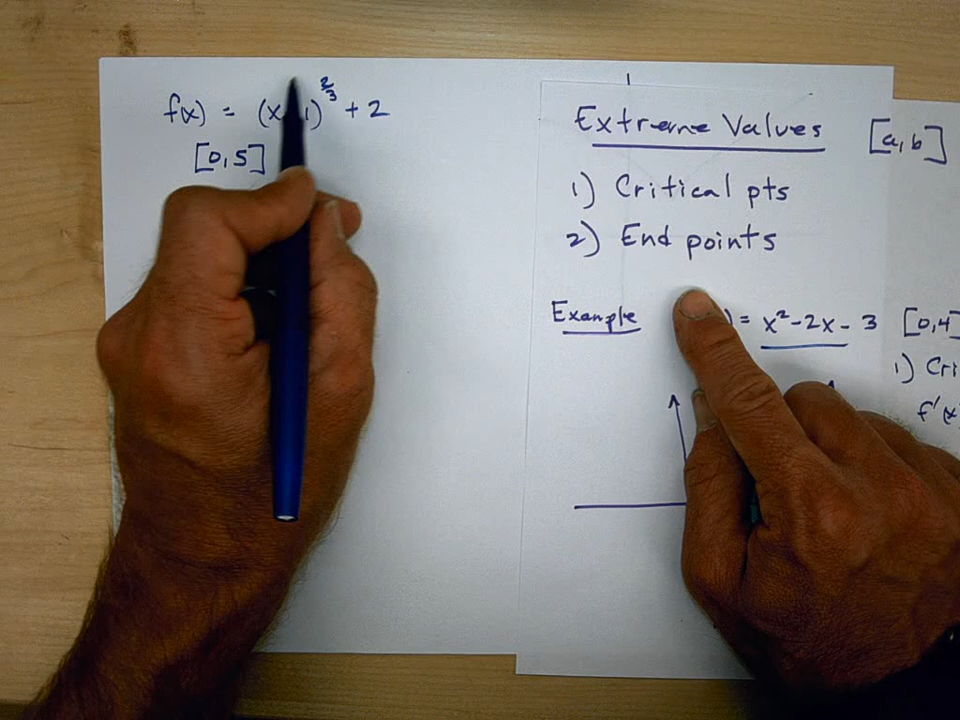 f(x) = (x 1)^2/3 + 2
[0,5]
Extreme Values [a,b]
1) Critical pts
2) End points
Example ) = x²-2x-3 [0,4]
1) Cri
f'(x)